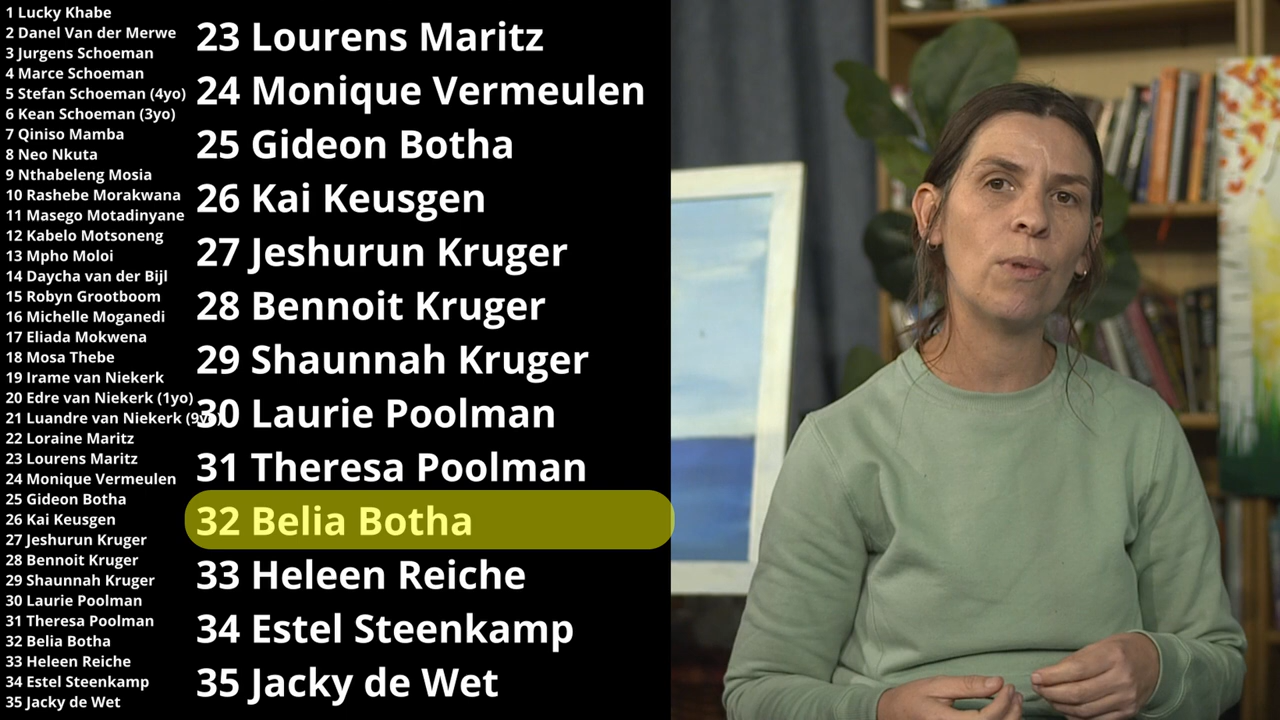 1 Lucky Khabe
2 Danel Van der Merwe
3 Jurgens Schoeman
4 Marce Schoeman
5 Stefan Schoeman (4yo)
6 Kean Schoeman (3yo)
7 Qiniso Mamba
8 Neo Nkuta
9 Nthabeleng Mosia
10 Rashebe Morakwana
11 Masego Motadinyane
12 Kabelo Motsoneng
13 Mpho Moloi
14 Daycha van der Bijl
15 Robyn Grootboom
16 Michelle Moganedi
17 Eliada Mokwena
18 Mosa Thebe
19 Irame van Niekerk
20 Edre van Niekerk (1yo)
21 Luandre van Niekerk (9yo)
22 Loraine Maritz
23 Lourens Maritz
24 Monique Vermeulen
25 Gideon Botha
26 Kai Keusgen
27 Jeshurun Kruger
28 Bennoit Kruger
29 Shaunnah Kruger
30 Laurie Poolman
31 Theresa Poolman
32 Belia Botha
33 Heleen Reiche
34 Estel Steenkamp
35 Jacky de Wet
23 Lourens Maritz
24 Monique Vermeulen
25 Gideon Botha
26 Kai Keusgen
27 Jeshurun Kruger
28 Bennoit Kruger
29 Shaunnah Kruger
30 Laurie Poolman
31 Theresa Poolman
32 Belia Botha
33 Heleen Reiche
34 Estel Steenkamp
35 Jacky de Wet